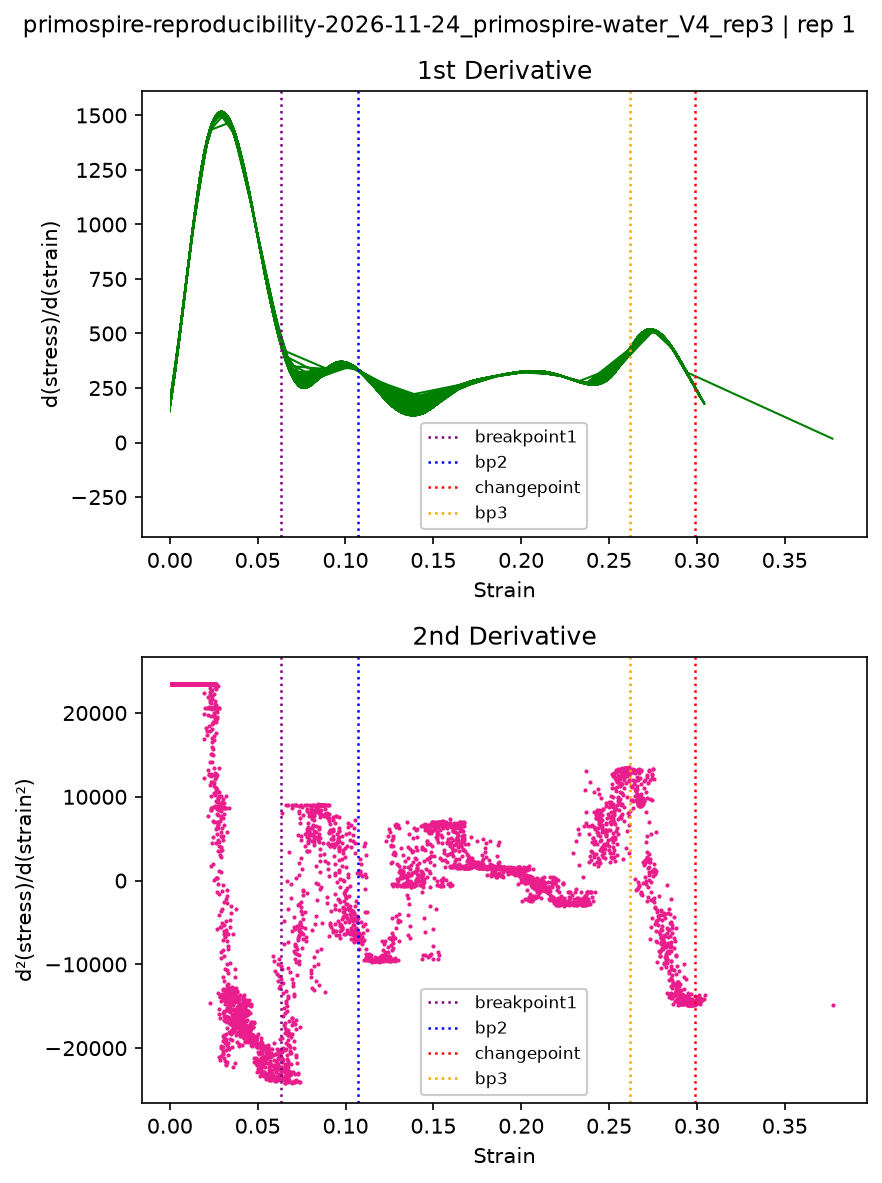 primospire-reproducibility-2026-11-24_primospire-water_V4_rep3 | rep 1
1st Derivative
1500
1250
1000
750
500
250
0
−250
d(stress)/d(strain)
breakpoint1
bp2
changepoint
bp3
0.00 0.05 0.10 0.15 0.20 0.25 0.30 0.35
Strain
2nd Derivative
20000
10000
0
−10000
−20000
d²(stress)/d(strain²)
breakpoint1
bp2
changepoint
bp3
0.00 0.05 0.10 0.15 0.20 0.25 0.30 0.35
Strain